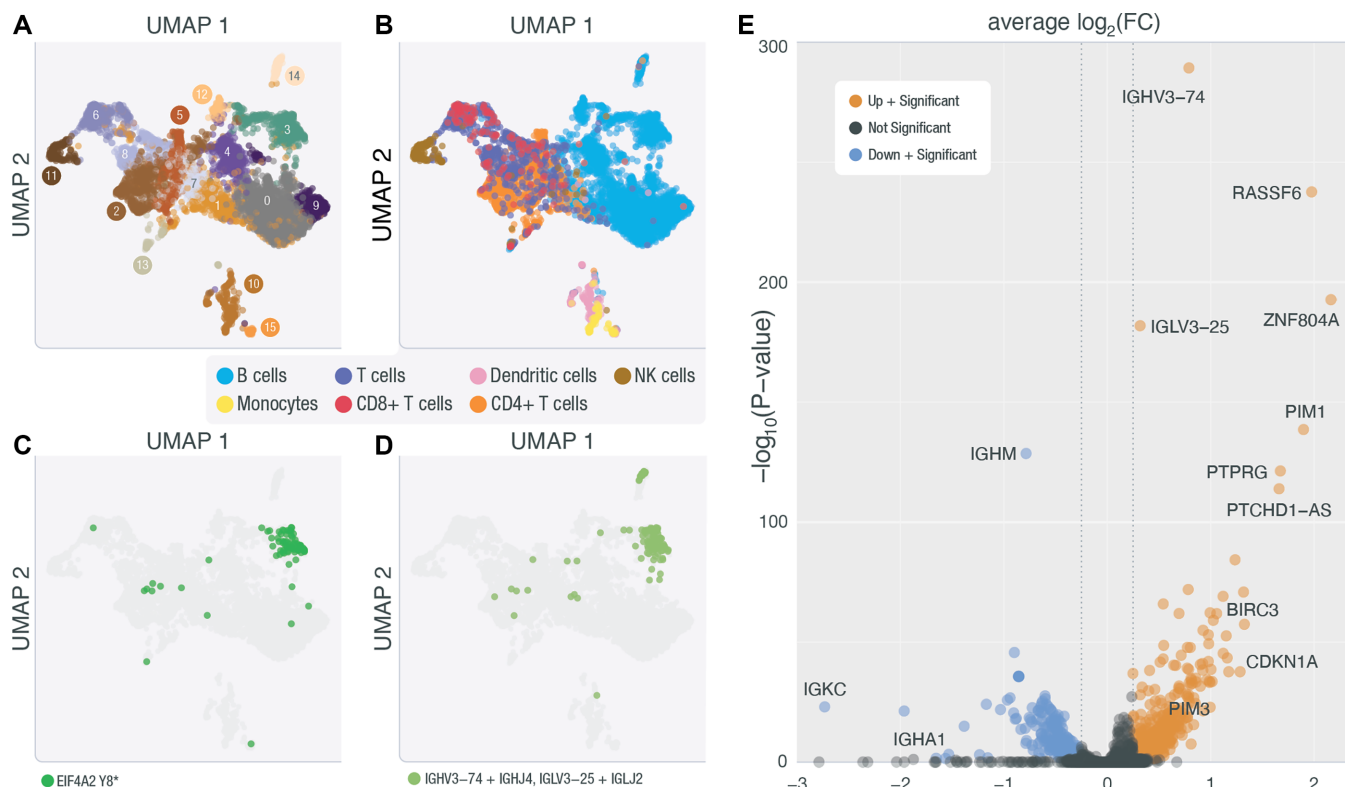 A
UMAP 1
UMAP 2
14
12
5
6
3
4
8
11
7
0
1
9
2
13
10
15
B
UMAP 1
UMAP 2
B cells
T cells
Dendritic cells
NK cells
Monocytes
CD8+ T cells
CD4+ T cells
C
UMAP 1
UMAP 2
EIF4A2 Y8*
D
UMAP 1
UMAP 2
IGHV3−74 + IGHJ4, IGLV3−25 + IGLJ2
E
average log2(FC)
−log10(P−value)
300
200
100
0
Up + Significant
Not Significant
Down + Significant
IGHV3−74
RASSF6
ZNF804A
IGLV3−25
PIM1
IGHM
PTPRG
PTCHD1−AS
BIRC3
CDKN1A
IGKC
PIM3
IGHA1
−3
−2
−1
0
1
2